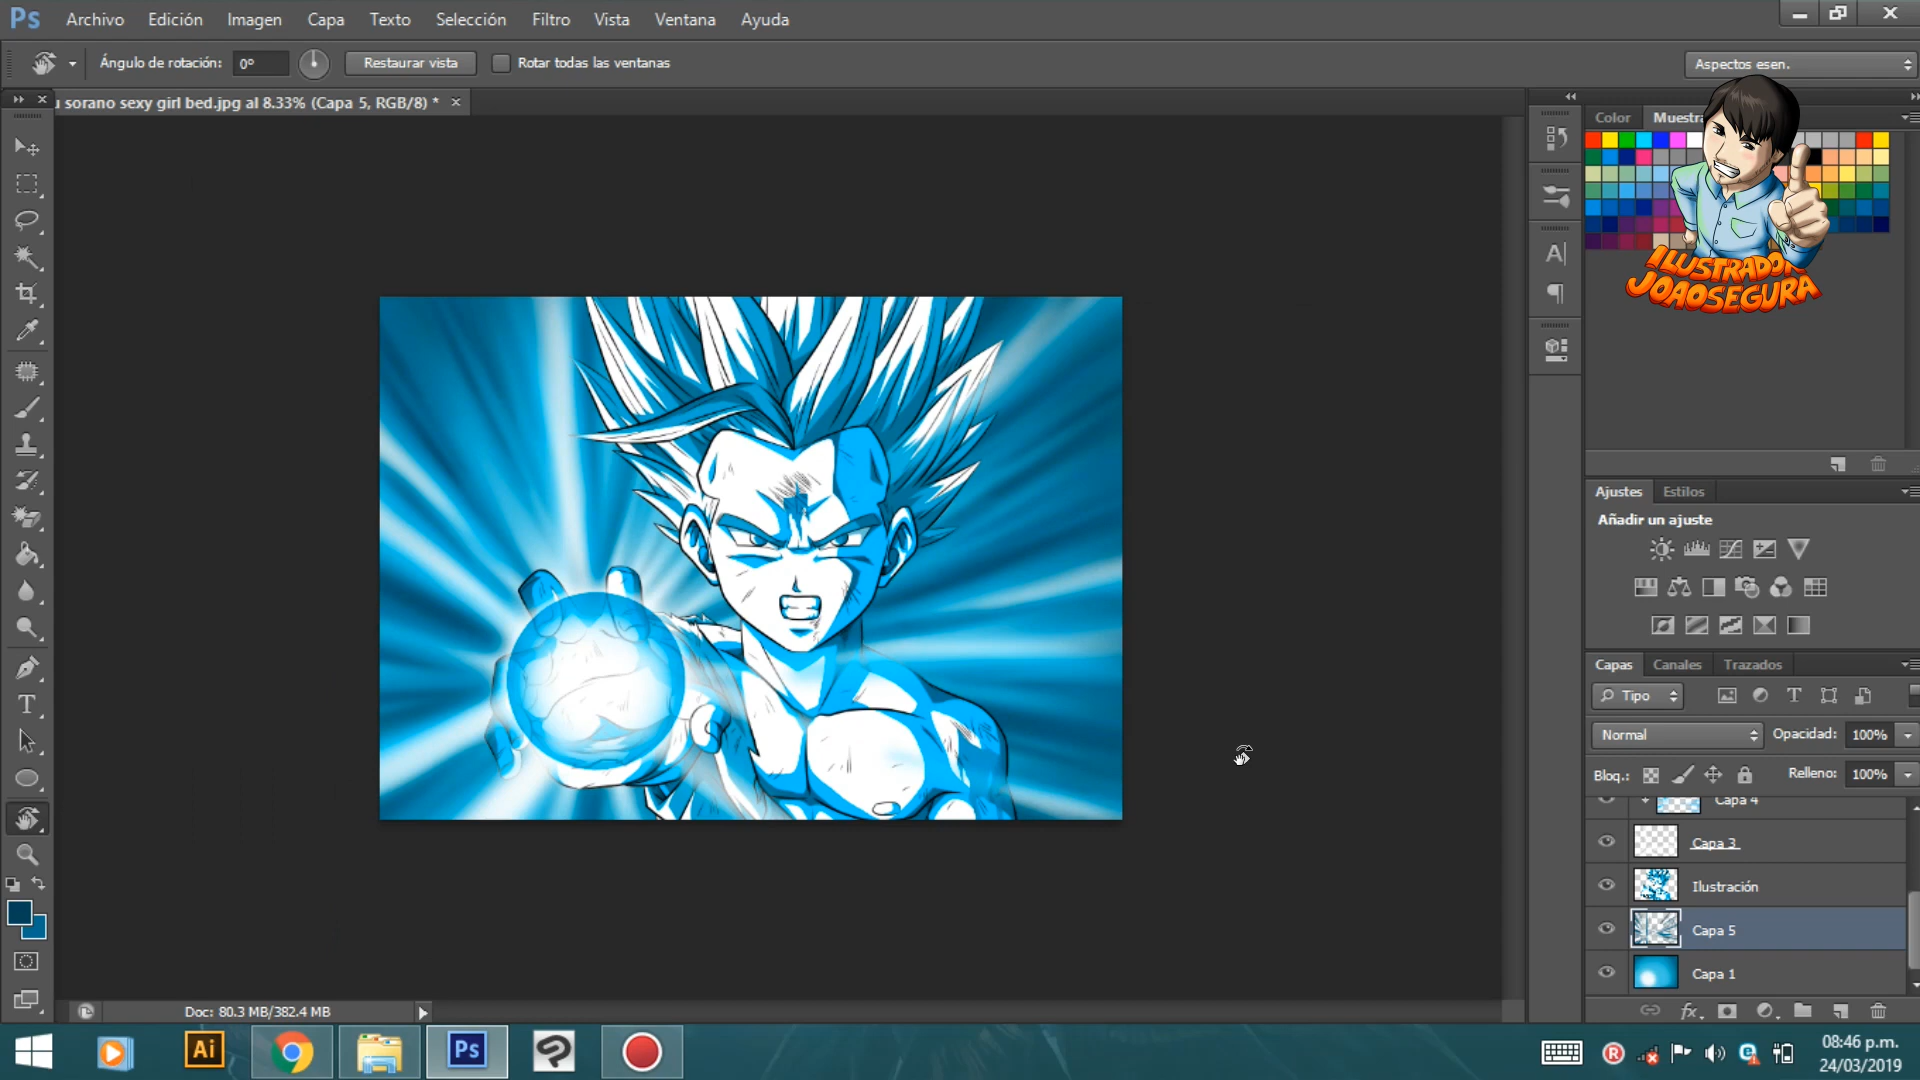 Ps Archivo Edición Imagen Capa Texto Selección Filtro Vista Ventana Ayuda
Ángulo de rotación: 0° Restaurar vista Rotar todas las ventanas Aspectos esen.
sorano sexy girl bed.jpg al 8.33% (Capa 5, RGB/8) *
Color
ILUSTRADOR
JOAOSEGURA
Ajustes Estilos
Añadir un ajuste
Capas Canales Trazados
Tipo
Normal Opacidad: 100%
Bloq.: Relleno: 100%
Capa 4
Capa 3
Ilustración
Capa 5
Capa 1
fx
Doc: 80.3 MB/382.4 MB
Ai Ps
08:46 p.m.
24/03/2019